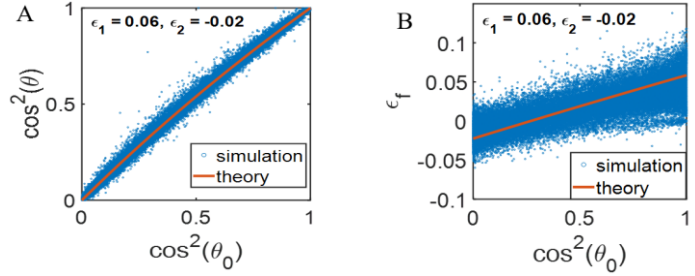 A
ϵ₁ = 0.06, ϵ₂ = -0.02
1
0.5
0
cos²(θ)
simulation
theory
0
0.5
1
cos²(θ₀)
B
ϵ₁ = 0.06, ϵ₂ = -0.02
0.1
0.05
0
-0.05
-0.1
ϵf
simulation
theory
0
0.5
1
cos²(θ₀)